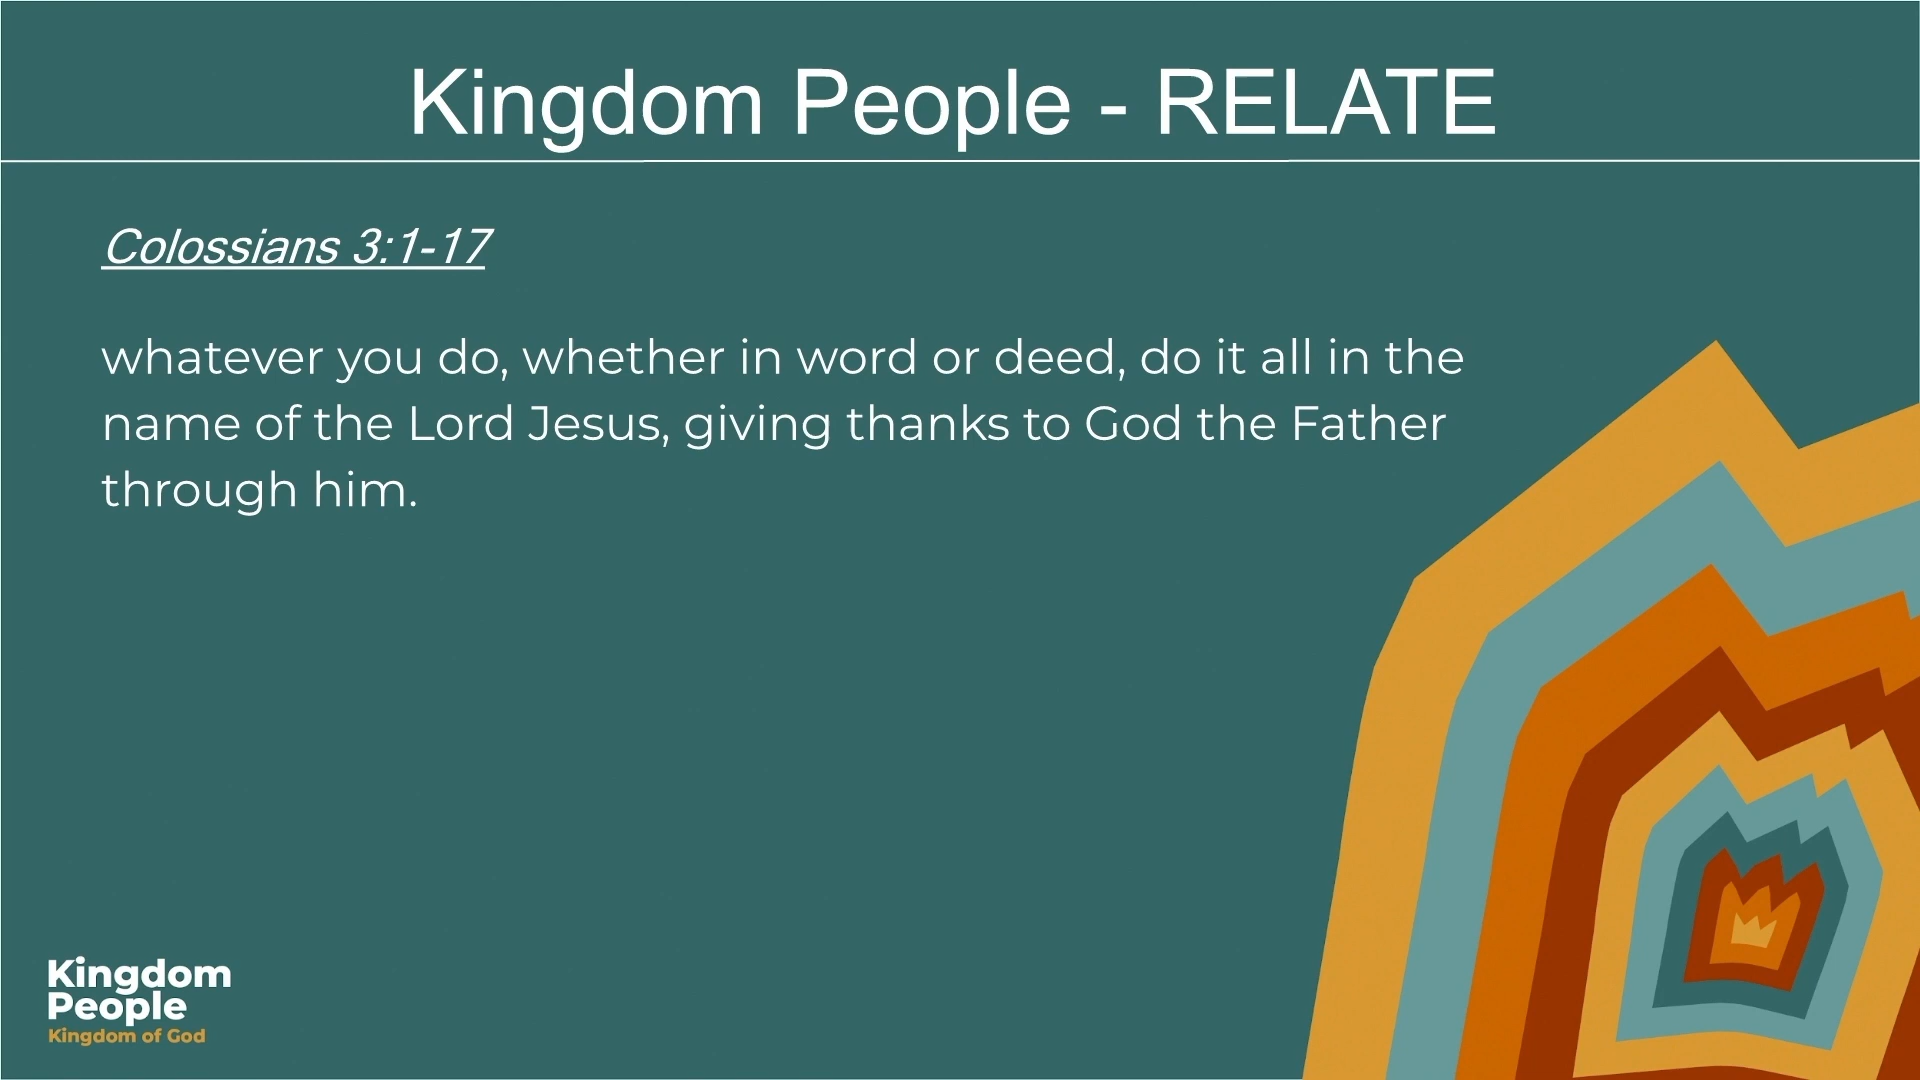 Kingdom People - RELATE
Colossians 3:1-17
whatever you do, whether in word or deed, do it all in the
name of the Lord Jesus, giving thanks to God the Father
through him.
Kingdom
People
Kingdom of God